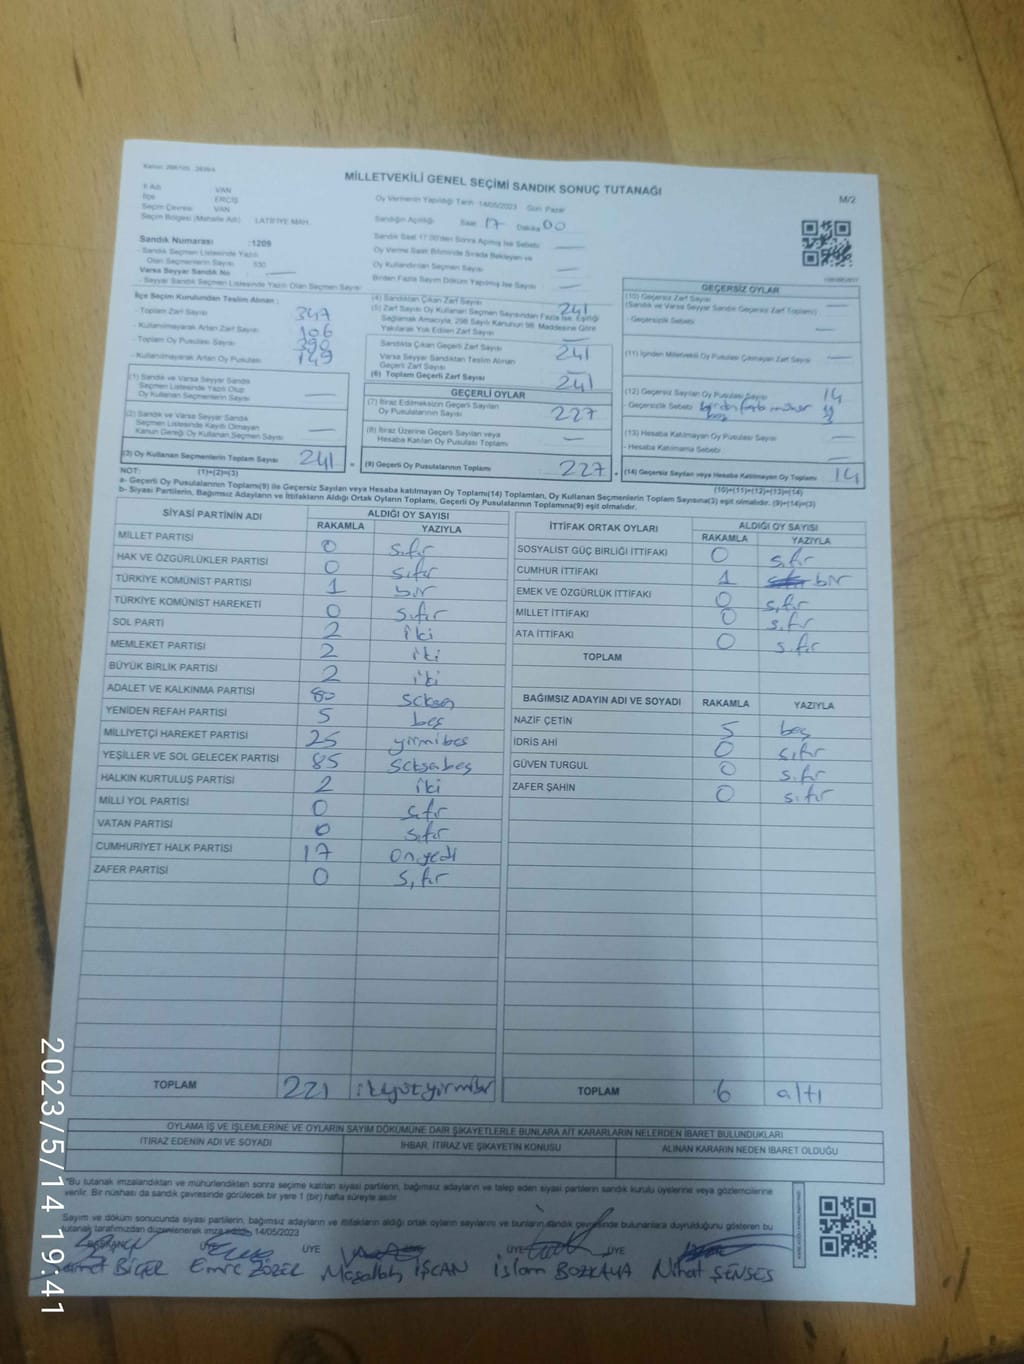 MİLLETVEKİLİ GENEL SEÇİMİ SANDIK SONUÇ TUTANAĞI
M/2
İl Adı VAN
İlçe ERCİŞ
Seçim Çevresi VAN
Seçim Bölgesi (Mahalle Adı) LATİFİYE MAH.
Oy Vermenin Yapıldığı Tarih 14/05/2023 Gün: Pazar
Sandığın Açılışı Saat 17 Dakika 00
Sandık Numarası :1209
- Sandık Seçmen Listesinde Yazılı
Olan Seçmenlerin Sayısı
Varsa Seyyar Sandık No
- Seyyar Sandık Seçmen Listesinde Yazılı Olan Seçmen Sayısı
Sandık Saat 17.00'den Sonra Açılmış İse Sebebi
Oy Verme Saati Bitiminde Sırada Bekleyen ve
Oy Kullandırılan Seçmen Sayısı
Birden Fazla Sayım Döküm Yapılmış İse Sayısı
İlçe Seçim Kurulundan Teslim Alınan ;
- Toplam Zarf Sayısı 347
- Kullanılmayarak Artan Zarf Sayısı 106
- Toplam Oy Pusulası 390
- Kullanılmayarak Artan Oy Pusulası 149
(1) Sandık ve Varsa Seyyar Sandık
Seçmen Listesinde Yazılı Olup
Oy Kullanan Seçmenlerin Sayısı
(2) Sandık ve Varsa Seyyar Sandık
Seçmen Listesinde Kayıtlı Olmayan
Kanun Gereği Oy Kullanan Seçmen Sayısı
(3) Oy Kullanan Seçmenlerin Toplam Sayısı 241
(4) Sandıktan Çıkan Zarf Sayısı 241
(5) Zarf Sayısı Oy Kullanan Seçmen Sayısından Fazla İse, Eşitliği
Sağlamak Amacıyla, 298 Sayılı Kanunun 98. Maddesine Göre
Yakılarak Yok Edilen Zarf Sayısı
Sandıkta Çıkan Geçerli Zarf Sayısı 241
Varsa Seyyar Sandıktan Teslim Alınan
Geçerli Zarf Sayısı
(6) Toplam Geçerli Zarf Sayısı 241
GEÇERLİ OYLAR
(7) İtiraz Edilmeksizin Geçerli Sayılan
Oy Pusulalarının Sayısı 227
(8) İtiraz Üzerine Geçerli Sayılan veya
Hesaba Katılan Oy Pusulası Toplamı
(9) Geçerli Oy Pusulalarının Toplamı 227
GEÇERSİZ OYLAR
(10) Geçersiz Zarf Sayısı
(Sandık ve Varsa Seyyar Sandık Geçersiz Zarf Toplamı)
- Geçersizlik Sebebi
(11) İçinden Milletvekili Oy Pusulası Çıkmayan Zarf Sayısı
(12) Geçersiz Sayılan Oy Pusulası Sayısı 14
- Geçersizlik Sebebi birden fazla mühür 11
boş 3
(13) Hesaba Katılmayan Oy Pusulası Sayısı
- Hesaba Katılmama Sebebi
(14) Geçersiz Sayılan veya Hesaba Katılmayan Oy Toplamı 14
NOT: (1)+(2)=(3)
(10)+(11)+(12)+(13)=(14)
a- Geçerli Oy Pusulalarının Toplamı(9) ile Geçersiz Sayılan veya Hesaba katılmayan Oy Toplamı(14) Toplamları, Oy Kullanan Seçmenlerin Toplam Sayısına(3) eşit olmalıdır. (9)+(14)=(3)
b- Siyasi Partilerin, Bağımsız Adayların ve İttifakların Aldığı Ortak Oyların Toplamı, Geçerli Oy Pusulalarının Toplamına(9) eşit olmalıdır.
SİYASİ PARTİNİN ADI ALDIĞI OY SAYISI
RAKAMLA YAZIYLA
MİLLET PARTİSİ 0 sıfır
HAK VE ÖZGÜRLÜKLER PARTİSİ 0 sıfır
TÜRKİYE KOMÜNİST PARTİSİ 1 bir
TÜRKİYE KOMÜNİST HAREKETİ 0 sıfır
SOL PARTİ 2 iki
MEMLEKET PARTİSİ 2 iki
BÜYÜK BİRLİK PARTİSİ 2 iki
ADALET VE KALKINMA PARTİSİ 80 seksen
YENİDEN REFAH PARTİSİ 5 beş
MİLLİYETÇİ HAREKET PARTİSİ 25 yirmibeş
YEŞİLLER VE SOL GELECEK PARTİSİ 85 seksenbeş
HALKIN KURTULUŞ PARTİSİ 2 iki
MİLLİ YOL PARTİSİ 0 sıfır
VATAN PARTİSİ 0 sıfır
CUMHURİYET HALK PARTİSİ 17 onyedi
ZAFER PARTİSİ 0 sıfır
TOPLAM 221 ikiyüzyirmibir
İTTİFAK ORTAK OYLARI ALDIĞI OY SAYISI
RAKAMLA YAZIYLA
SOSYALIST GÜÇ BİRLİĞİ İTTİFAKI 0 sıfır
CUMHUR İTTİFAKI 1 bir
EMEK VE ÖZGÜRLÜK İTTİFAKI 0 sıfır
MİLLET İTTİFAKI 0 sıfır
ATA İTTİFAKI 0 sıfır
TOPLAM
BAĞIMSIZ ADAYIN ADI VE SOYADI RAKAMLA YAZIYLA
NAZİF ÇETİN 5 beş
İDRİS AHİ 0 sıfır
GÜVEN TURGUL 0 sıfır
ZAFER ŞAHİN 0 sıfır
TOPLAM 6 altı
OYLAMA İŞ VE İŞLEMLERİNE VE OYLARIN SAYIM DÖKÜMÜNE DAİR ŞİKAYETLERLE BUNLARA AİT KARARLARIN NELERDEN İBARET BULUNDUKLARI
İTİRAZ EDENİN ADI VE SOYADI İHBAR, İTİRAZ VE ŞİKAYETİN KONUSU ALINAN KARARIN NEDEN İBARET OLDUĞU
*Bu tutanak imzalandıktan ve mühürlendikten sonra seçime katılan siyasi partilerin, bağımsız adayların ve talep eden siyasi partilerin sandık kurulu üyelerine veya gözlemcilerine
verilir. Bir nüshası da sandık çevresinde görülecek bir yere 1 (bir) hafta süreyle asılır.
Sayım ve döküm sonucunda siyasi partilerin, bağımsız adayların ve ittifakların aldığı ortak oyların sayılarını ve bunların sandık çevresinde bulunanlara duyrulduğunu gösteren bu
tutanak tarafımızdan düzenlenerek imza edildi. 14/05/2023
BAŞKAN ÜYE ÜYE ÜYE ÜYE
BİÇER Emre ÖZEL Maşallah İŞCAN İslam BOZKAYA Nihat ŞENSES
2023/5/14 19:41